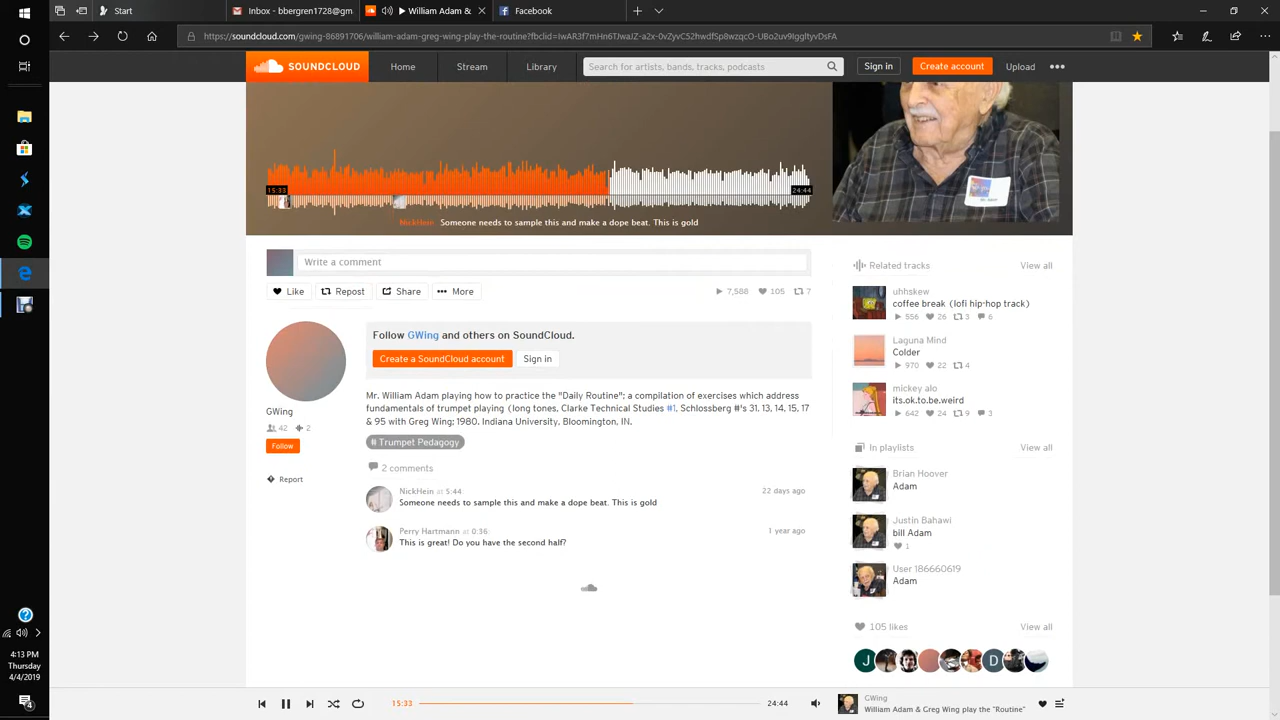 Start
Inbox - bbergren1728@gm
William Adam &
Facebook
https://soundcloud.com/gwing-86891706/william-adam-greg-wing-play-the-routine?fbclid=IwAR3f7mHn6TJwaJZ-a2x-0vZyvC52hwdfSp8wzqcO-UBo2uv9IggltyvDsFA
SOUNDCLOUD
Home
Stream
Library
Search for artists, bands, tracks, podcasts
Sign in
Create account
Upload
15:33
24:44
NickHein Someone needs to sample this and make a dope beat. This is gold
Write a comment
Like
Repost
Share
More
7,588 105 7
Follow GWing and others on SoundCloud.
Create a SoundCloud account
Sign in
GWing
42 2
Follow
Report
Mr. William Adam playing how to practice the "Daily Routine"; a compilation of exercises which address
fundamentals of trumpet playing (long tones, Clarke Technical Studies #1, Schlossberg #'s 31, 13, 14, 15, 17
& 95 with Greg Wing; 1980, Indiana University, Bloomington, IN.
# Trumpet Pedagogy
2 comments
NickHein at 5:44:
22 days ago
Someone needs to sample this and make a dope beat. This is gold
Perry Hartmann at 0:36:
1 year ago
This is great! Do you have the second half?
Related tracks
View all
uhhskew
coffee break (lofi hip-hop track)
556 26 3 6
Laguna Mind
Colder
970 22 4
mickey alo
its.ok.to.be.weird
642 24 9 3
In playlists
View all
Brian Hoover
Adam
Justin Bahawi
bill Adam
1
User 186660619
Adam
105 likes
View all
J
D
4:13 PM
Thursday
4/4/2019
4
15:33
24:44
GWing
William Adam & Greg Wing play the "Routine"